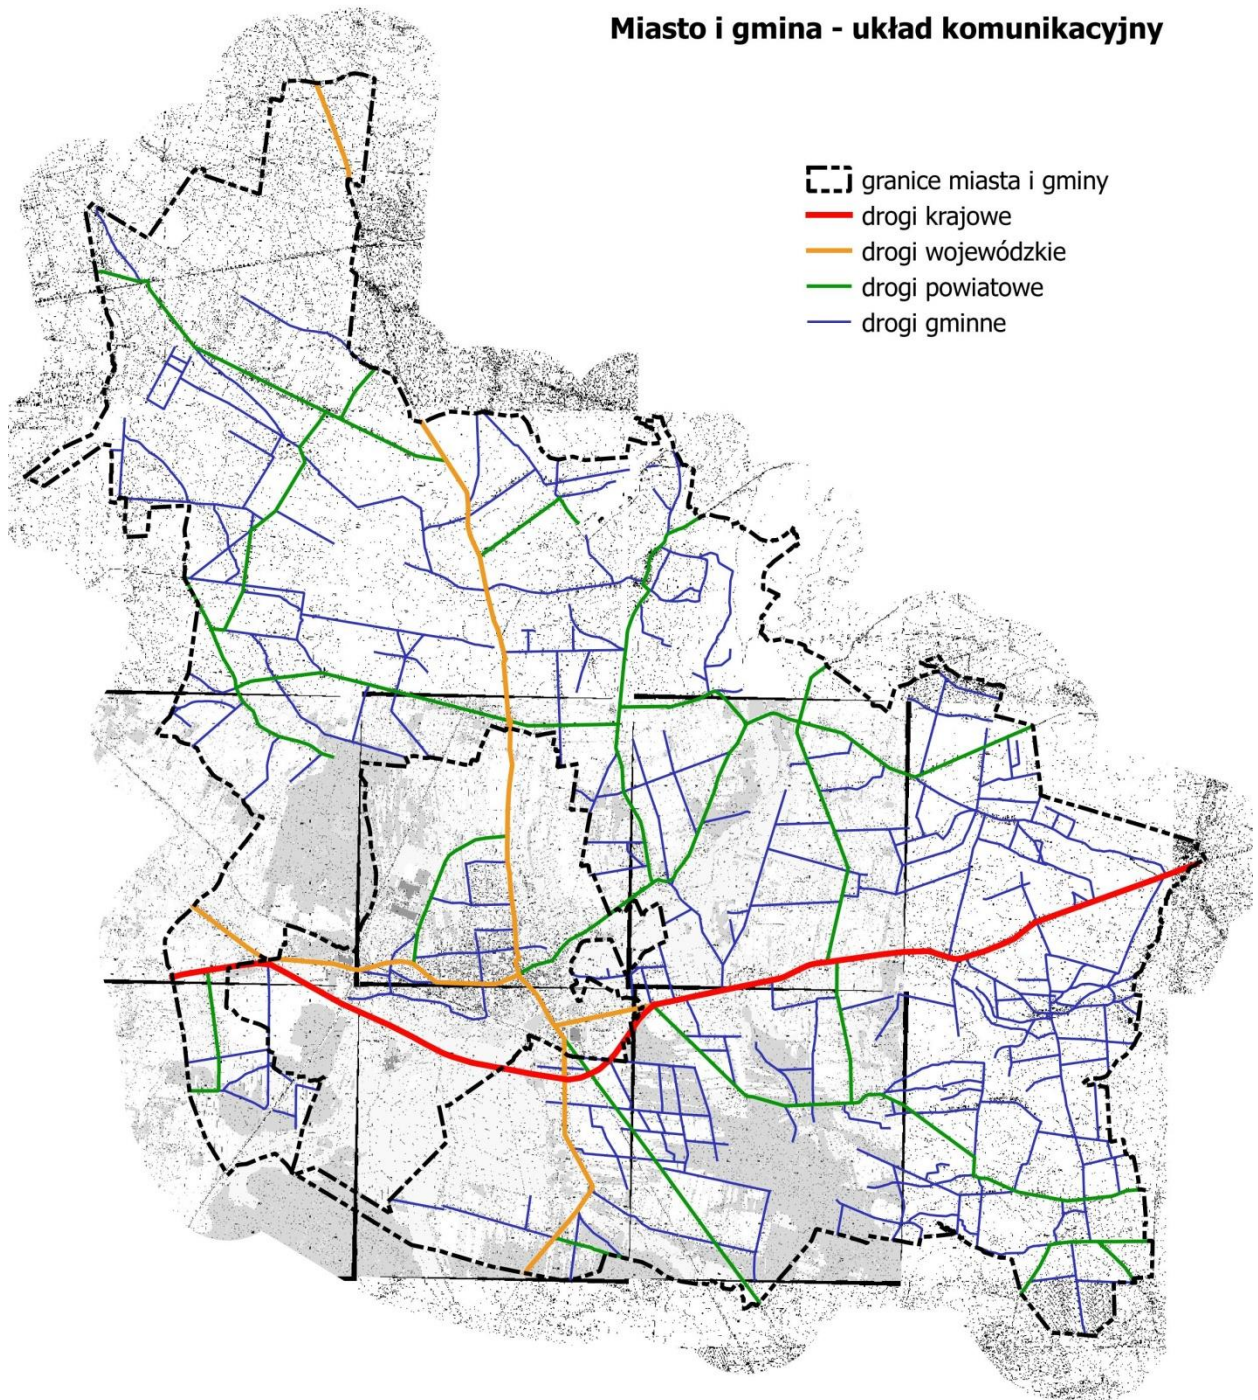 Miasto i gmina - układ komunikacyjny
granice miasta i gminy
drogi krajowe
drogi wojewódzkie
drogi powiatowe
drogi gminne